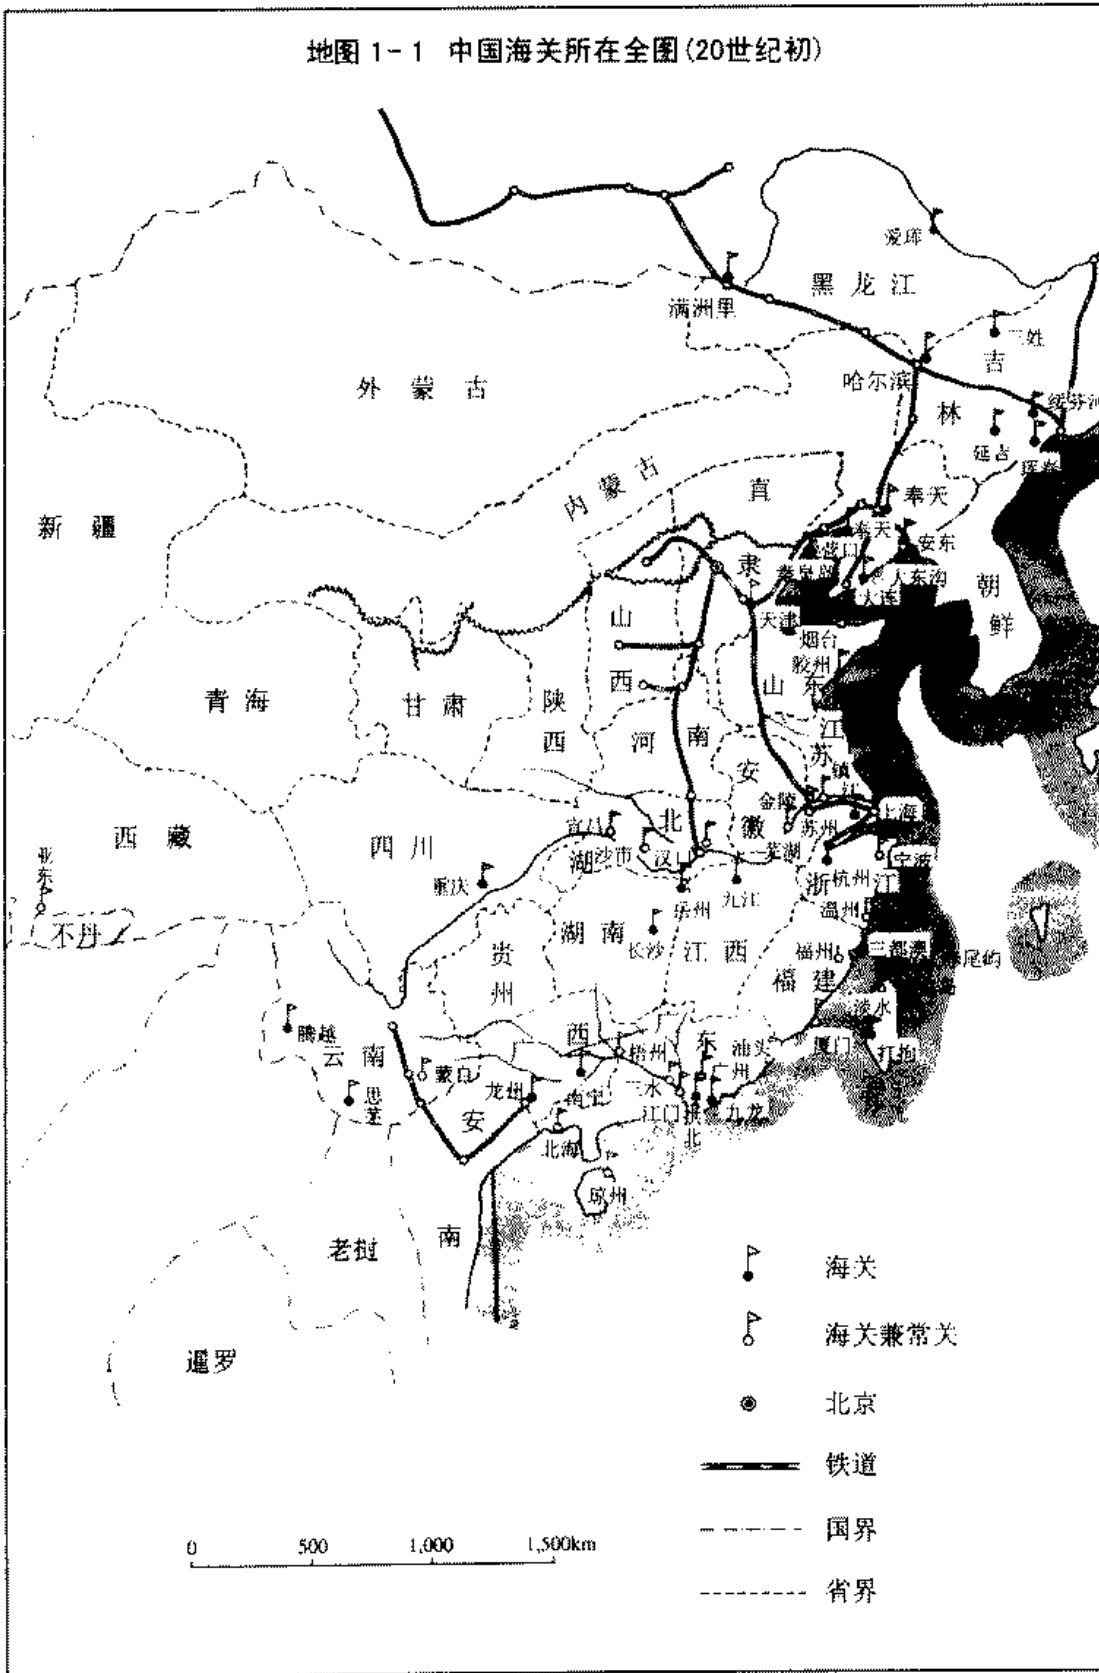 地图 1-1 中国海关所在全图(20世纪初)
爱珲
黑龙江
满洲里
三姓
吉林
哈尔滨
绥芬河
延吉
珲春
外蒙古
内蒙古
新疆
直隶
奉天
奉天
营口
安东
秦皇岛
大东沟
大连
朝鲜
天津
烟台
胶州
山东
山西
青海
甘肃
陕西
河南
江苏
安徽
镇江
金陵
苏州
上海
芜湖
西藏
亚东
不丹
四川
重庆
宜昌
沙市
汉口
湖北
岳州
九江
浙江
杭州
宁波
温州
湖南
长沙
江西
贵州
福州
三都澳
福建
淡水
打狗
厦门
汕头
腾越
云南
蒙自
思茅
广西
龙州
南宁
梧州
广东
三水
江门
广州
拱北
九龙
北海
琼州
安南
老挝
暹罗
海关
海关兼常关
北京
铁道
国界
省界
0 500 1,000 1,500km